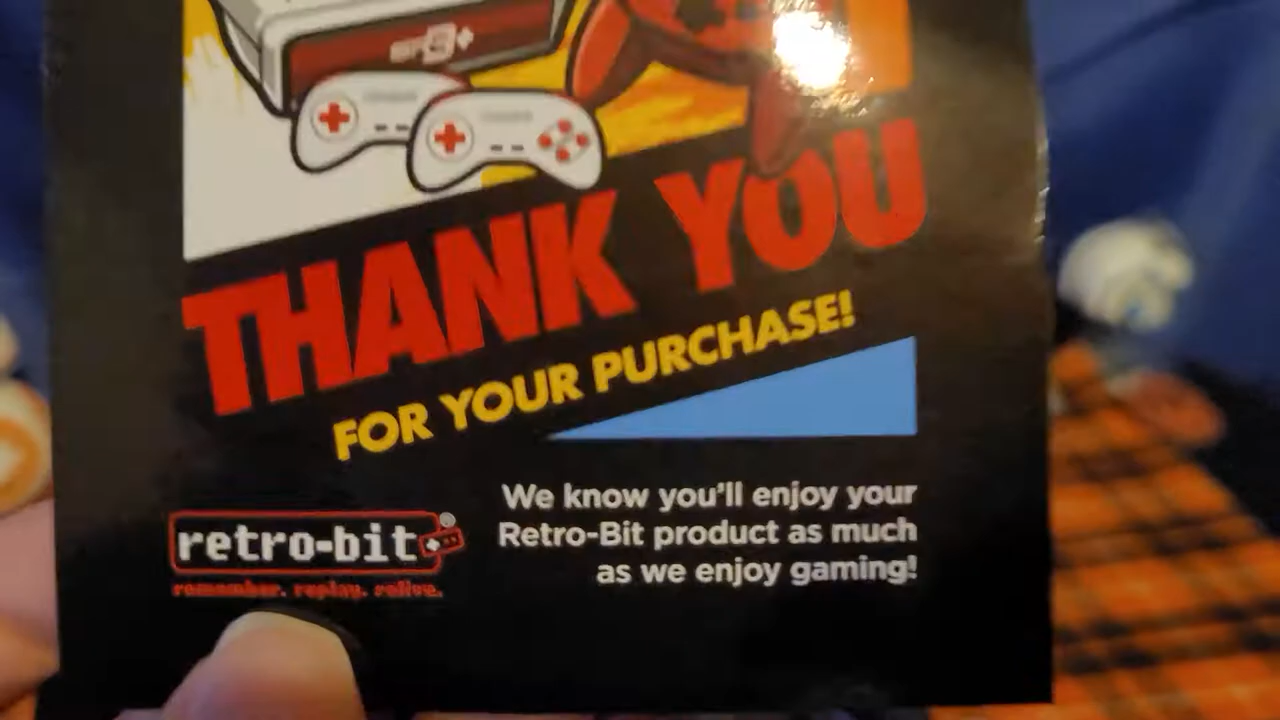 THANK YOU
FOR YOUR PURCHASE!
We know you'll enjoy your
Retro-Bit product as much
as we enjoy gaming!
retro-bit
remember. replay. relive.